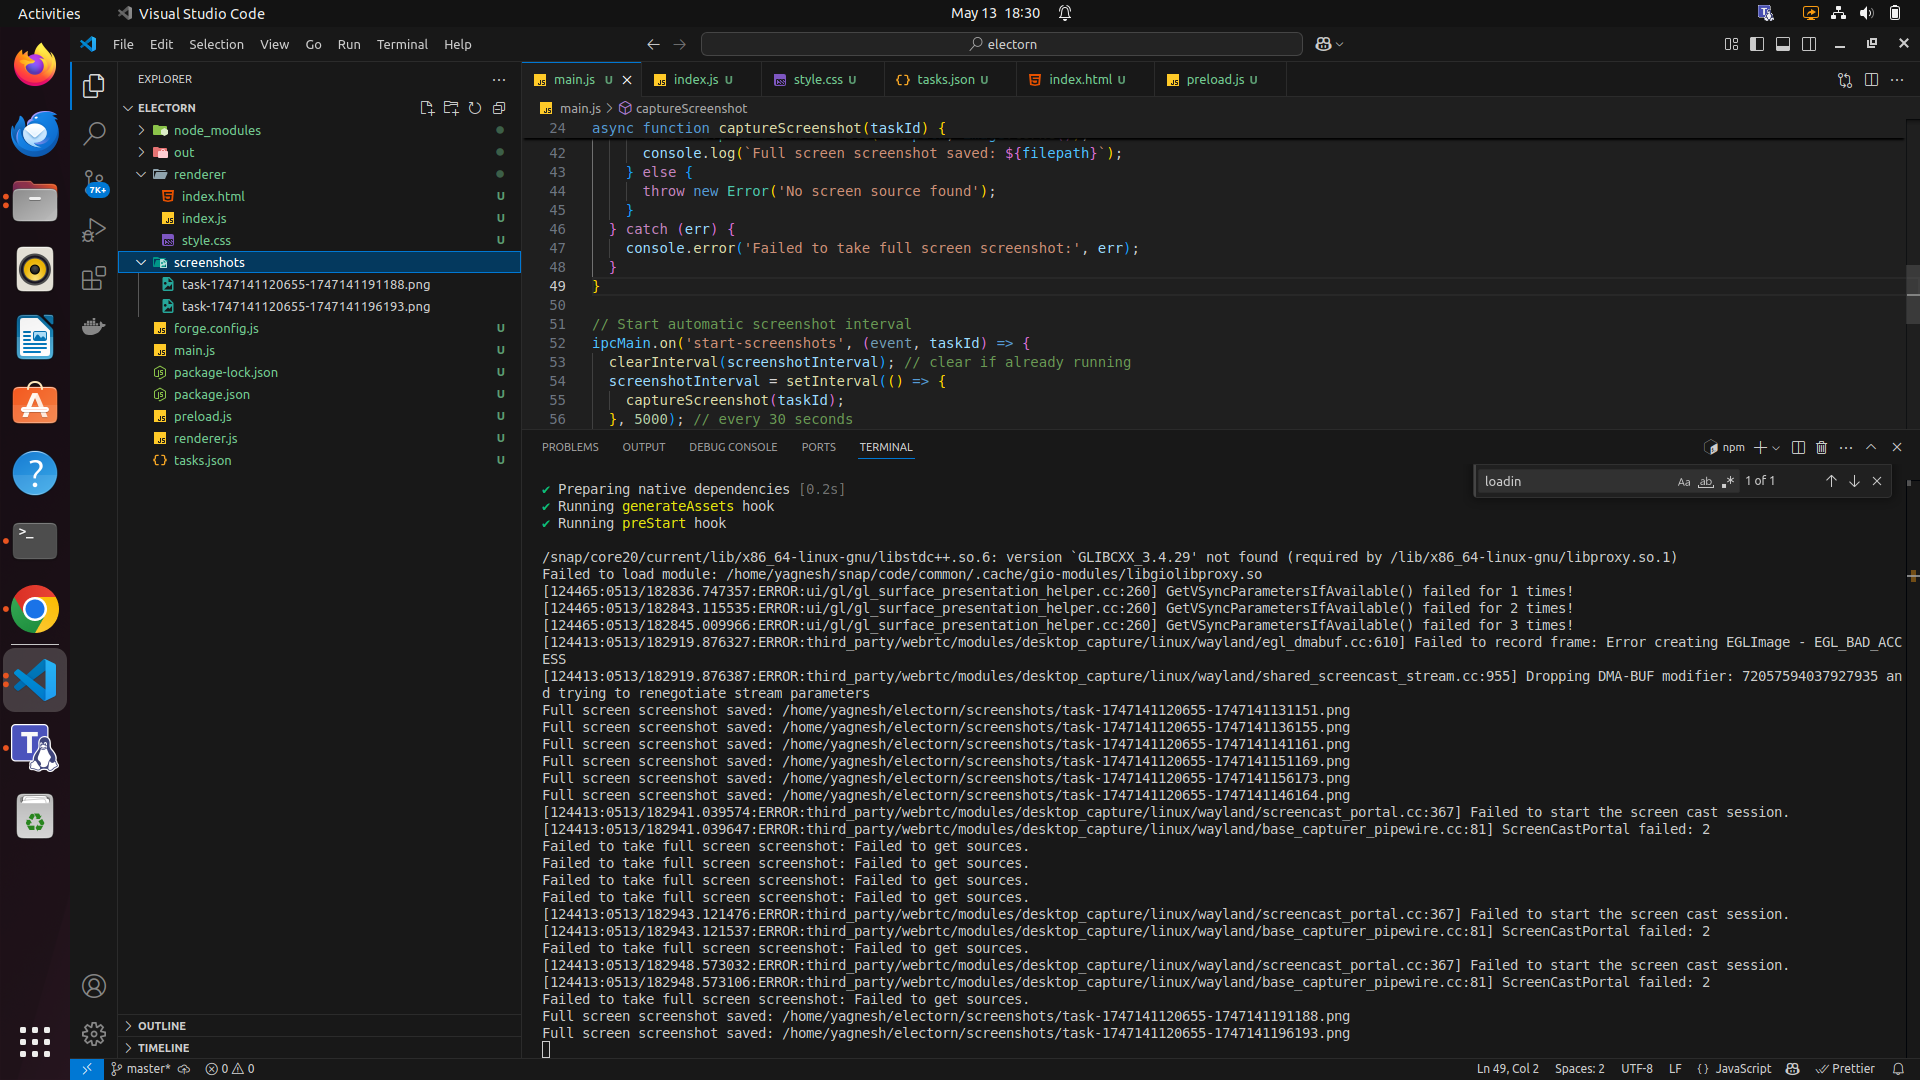 Activities
Visual Studio Code
May 13 18:30
File Edit Selection View Go Run Terminal Help
electorn
EXPLORER
ELECTORN
node_modules
out
renderer
index.html U
index.js U
style.css U
screenshots
task-1747141120655-1747141191188.png
task-1747141120655-1747141196193.png
forge.config.js U
main.js U
package-lock.json U
package.json U
preload.js U
renderer.js U
tasks.json U
7K+
OUTLINE
TIMELINE
main.js U
index.js U
style.css U
tasks.json U
index.html U
preload.js U
main.js > captureScreenshot
24 async function captureScreenshot(taskId) {
42 console.log(`Full screen screenshot saved: ${filepath}`);
43 } else {
44 throw new Error('No screen source found');
45 }
46 } catch (err) {
47 console.error('Failed to take full screen screenshot:', err);
48 }
49 }
50
51 // Start automatic screenshot interval
52 ipcMain.on('start-screenshots', (event, taskId) => {
53 clearInterval(screenshotInterval); // clear if already running
54 screenshotInterval = setInterval(() => {
55 captureScreenshot(taskId);
56 }, 5000); // every 30 seconds
PROBLEMS OUTPUT DEBUG CONSOLE PORTS TERMINAL
npm
loadin
Aa ab .* 1 of 1
✔ Preparing native dependencies [0.2s]
✔ Running generateAssets hook
✔ Running preStart hook
/snap/core20/current/lib/x86_64-linux-gnu/libstdc++.so.6: version `GLIBCXX_3.4.29' not found (required by /lib/x86_64-linux-gnu/libproxy.so.1)
Failed to load module: /home/yagnesh/snap/code/common/.cache/gio-modules/libgiolibproxy.so
[124465:0513/182836.747357:ERROR:ui/gl/gl_surface_presentation_helper.cc:260] GetVSyncParametersIfAvailable() failed for 1 times!
[124465:0513/182843.115535:ERROR:ui/gl/gl_surface_presentation_helper.cc:260] GetVSyncParametersIfAvailable() failed for 2 times!
[124465:0513/182845.009966:ERROR:ui/gl/gl_surface_presentation_helper.cc:260] GetVSyncParametersIfAvailable() failed for 3 times!
[124413:0513/182919.876327:ERROR:third_party/webrtc/modules/desktop_capture/linux/wayland/egl_dmabuf.cc:610] Failed to record frame: Error creating EGLImage - EGL_BAD_ACC
ESS
[124413:0513/182919.876387:ERROR:third_party/webrtc/modules/desktop_capture/linux/wayland/shared_screencast_stream.cc:955] Dropping DMA-BUF modifier: 72057594037927935 an
d trying to renegotiate stream parameters
Full screen screenshot saved: /home/yagnesh/electorn/screenshots/task-1747141120655-1747141131151.png
Full screen screenshot saved: /home/yagnesh/electorn/screenshots/task-1747141120655-1747141136155.png
Full screen screenshot saved: /home/yagnesh/electorn/screenshots/task-1747141120655-1747141141161.png
Full screen screenshot saved: /home/yagnesh/electorn/screenshots/task-1747141120655-1747141151169.png
Full screen screenshot saved: /home/yagnesh/electorn/screenshots/task-1747141120655-1747141156173.png
Full screen screenshot saved: /home/yagnesh/electorn/screenshots/task-1747141120655-1747141146164.png
[124413:0513/182941.039574:ERROR:third_party/webrtc/modules/desktop_capture/linux/wayland/screencast_portal.cc:367] Failed to start the screen cast session.
[124413:0513/182941.039647:ERROR:third_party/webrtc/modules/desktop_capture/linux/wayland/base_capturer_pipewire.cc:81] ScreenCastPortal failed: 2
Failed to take full screen screenshot: Failed to get sources.
Failed to take full screen screenshot: Failed to get sources.
Failed to take full screen screenshot: Failed to get sources.
Failed to take full screen screenshot: Failed to get sources.
[124413:0513/182943.121476:ERROR:third_party/webrtc/modules/desktop_capture/linux/wayland/screencast_portal.cc:367] Failed to start the screen cast session.
[124413:0513/182943.121537:ERROR:third_party/webrtc/modules/desktop_capture/linux/wayland/base_capturer_pipewire.cc:81] ScreenCastPortal failed: 2
Failed to take full screen screenshot: Failed to get sources.
[124413:0513/182948.573032:ERROR:third_party/webrtc/modules/desktop_capture/linux/wayland/screencast_portal.cc:367] Failed to start the screen cast session.
[124413:0513/182948.573106:ERROR:third_party/webrtc/modules/desktop_capture/linux/wayland/base_capturer_pipewire.cc:81] ScreenCastPortal failed: 2
Failed to take full screen screenshot: Failed to get sources.
Full screen screenshot saved: /home/yagnesh/electorn/screenshots/task-1747141120655-1747141191188.png
Full screen screenshot saved: /home/yagnesh/electorn/screenshots/task-1747141120655-1747141196193.png
master* 0 0
Ln 49, Col 2 Spaces: 2 UTF-8 LF {} JavaScript Prettier